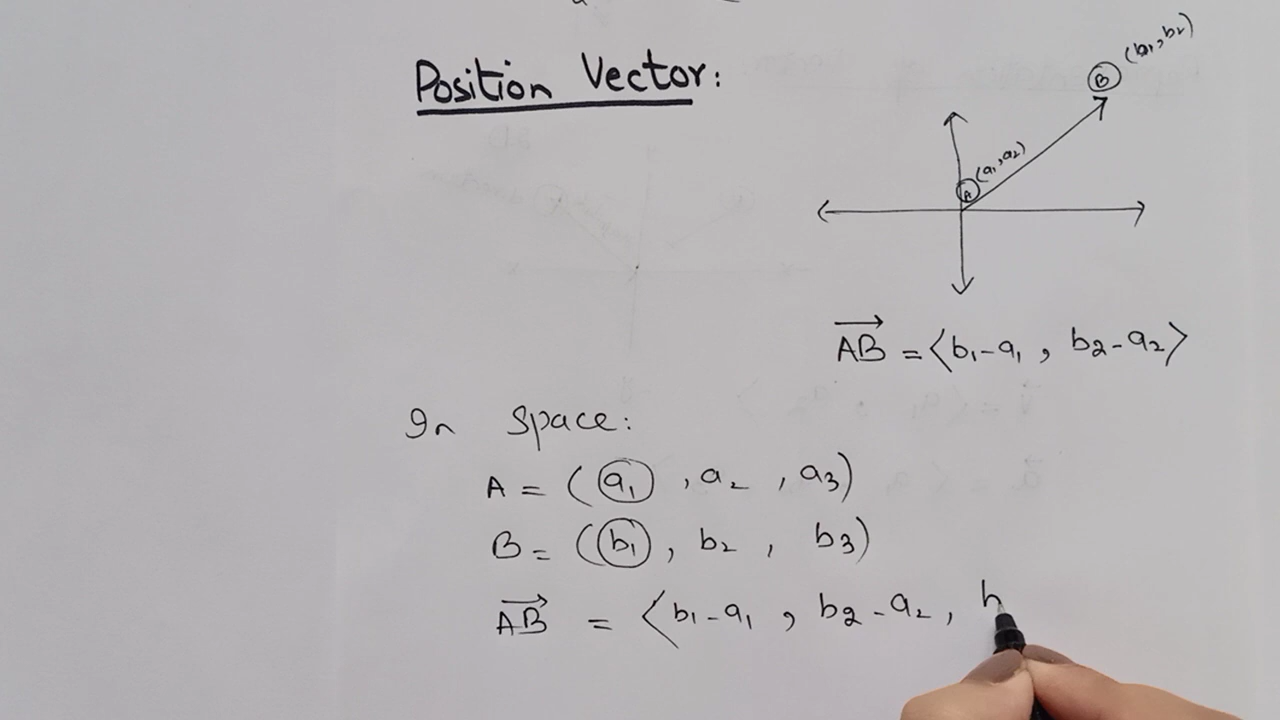 Position Vector:
B (b₁, b₂)
A (a₁, a₂)
AB⃗ = ⟨b₁-a₁, b₂-a₂⟩
In Space:
A = (a₁, a₂, a₃)
B = (b₁, b₂, b₃)
AB⃗ = ⟨b₁-a₁, b₂-a₂, b